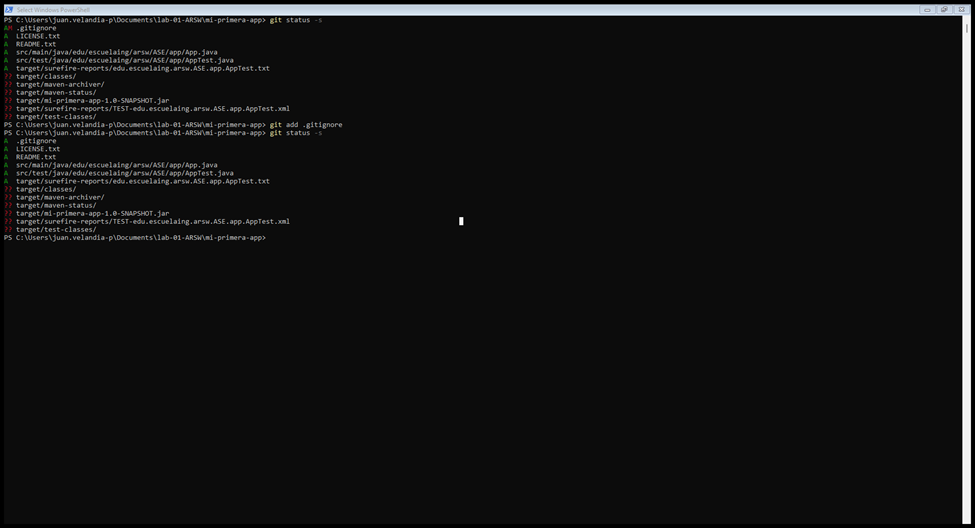 Select Windows PowerShell
PS C:\Users\juan.velandia-p\Documents\lab-01-ARSW\mi-primera-app> git status -s
AM .gitignore
A  LICENSE.txt
A  README.txt
A  src/main/java/edu/escuelaing/arsw/ASE/app/App.java
A  src/test/java/edu/escuelaing/arsw/ASE/app/AppTest.java
A  target/surefire-reports/edu.escuelaing.arsw.ASE.app.AppTest.txt
?? target/classes/
?? target/maven-archiver/
?? target/maven-status/
?? target/mi-primera-app-1.0-SNAPSHOT.jar
?? target/surefire-reports/TEST-edu.escuelaing.arsw.ASE.app.AppTest.xml
?? target/test-classes/
PS C:\Users\juan.velandia-p\Documents\lab-01-ARSW\mi-primera-app> git add .gitignore
PS C:\Users\juan.velandia-p\Documents\lab-01-ARSW\mi-primera-app> git status -s
A  .gitignore
A  LICENSE.txt
A  README.txt
A  src/main/java/edu/escuelaing/arsw/ASE/app/App.java
A  src/test/java/edu/escuelaing/arsw/ASE/app/AppTest.java
A  target/surefire-reports/edu.escuelaing.arsw.ASE.app.AppTest.txt
?? target/classes/
?? target/maven-archiver/
?? target/maven-status/
?? target/mi-primera-app-1.0-SNAPSHOT.jar
?? target/surefire-reports/TEST-edu.escuelaing.arsw.ASE.app.AppTest.xml
?? target/test-classes/
PS C:\Users\juan.velandia-p\Documents\lab-01-ARSW\mi-primera-app>